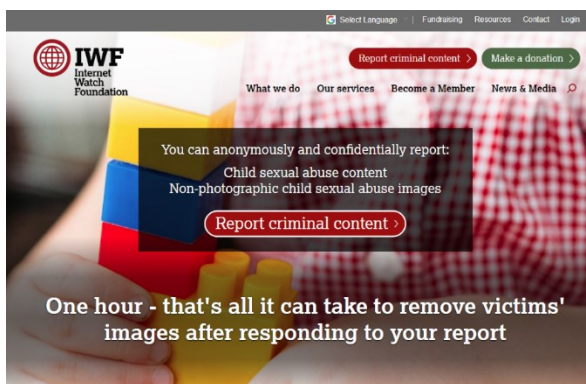 Select Language
Fundraising
Resources
Contact
Login
IWF
Internet
Watch
Foundation
Report criminal content
Make a donation
What we do
Our services
Become a Member
News & Media
You can anonymously and confidentially report:
Child sexual abuse content
Non-photographic child sexual abuse images
Report criminal content
One hour - that's all it can take to remove victims'
images after responding to your report